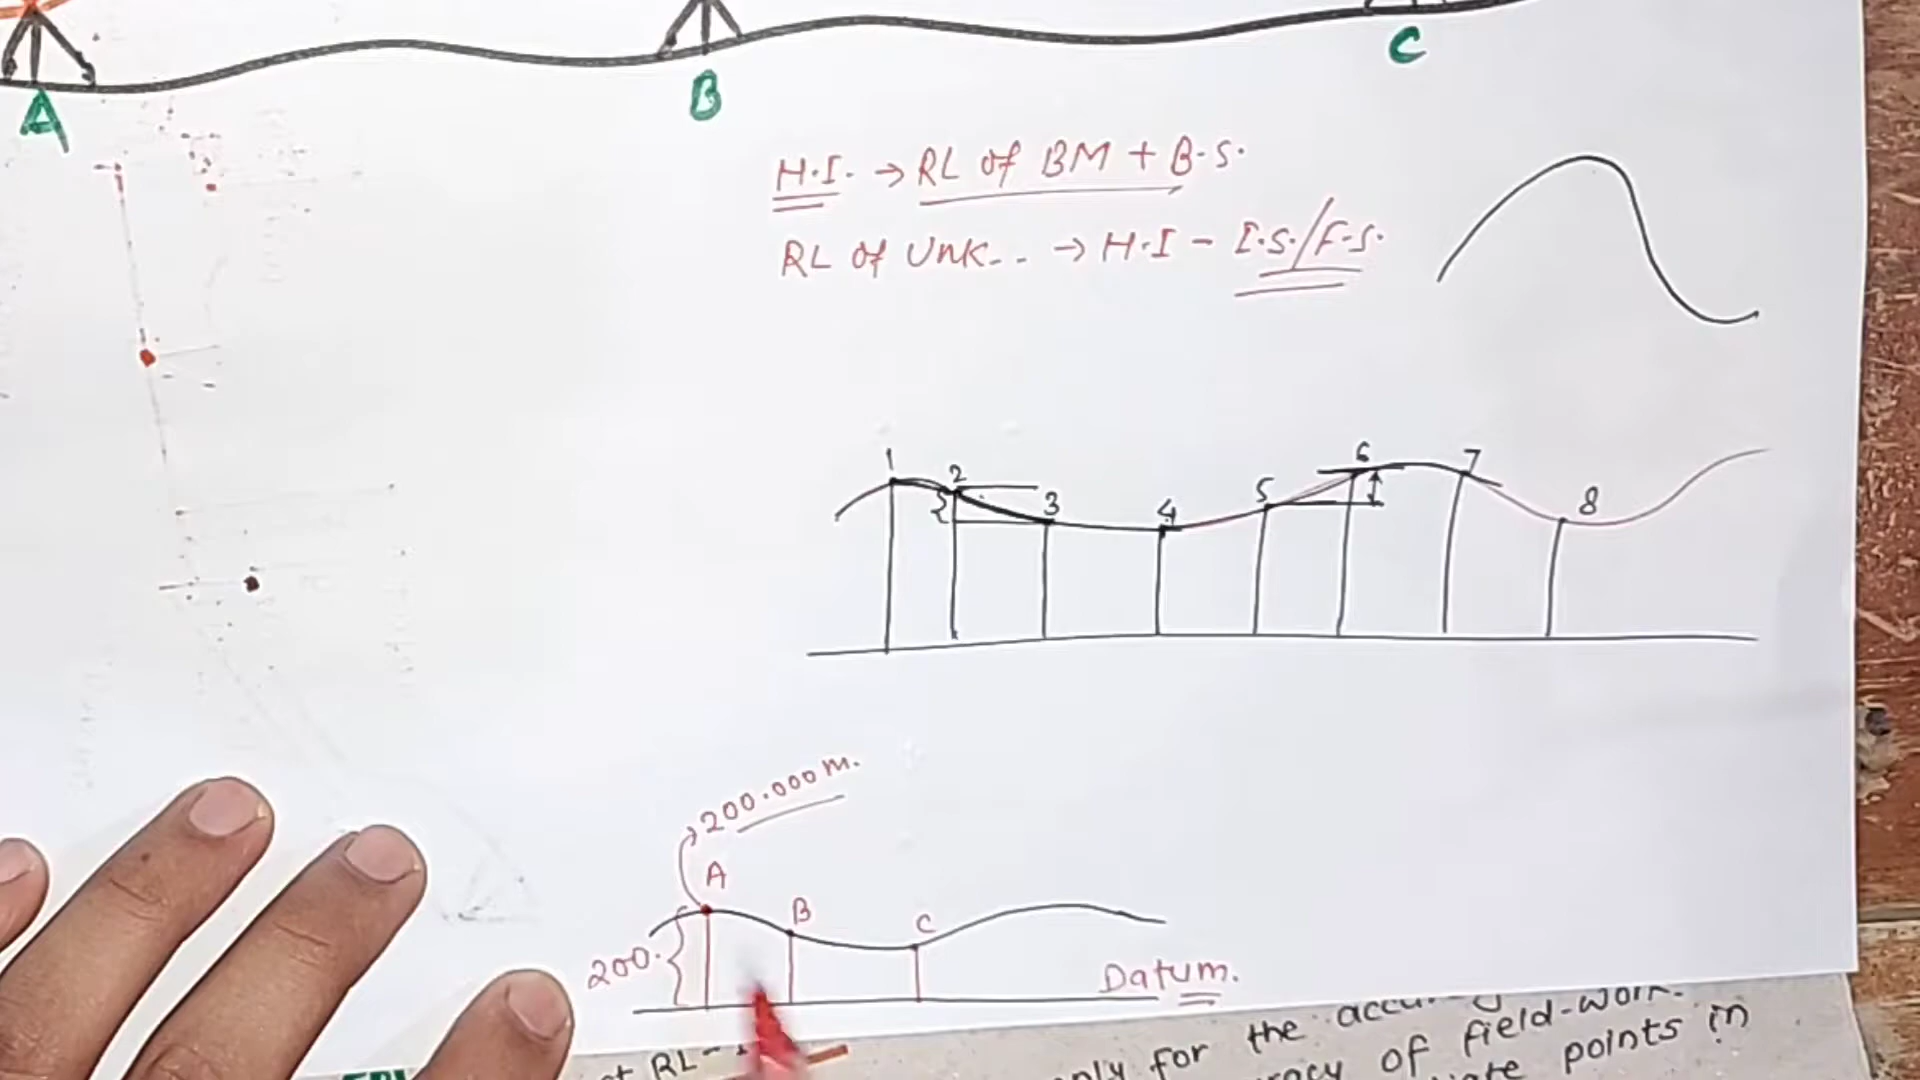 A
B
C
H.I. → RL of BM + B.S.
RL of Unk... → H.I - I.S./F.S.
1 2 3 4 5 6 7 8
200.000 m.
A
B
C
200.
Datum.
RL-
for the
of field-work.
points in